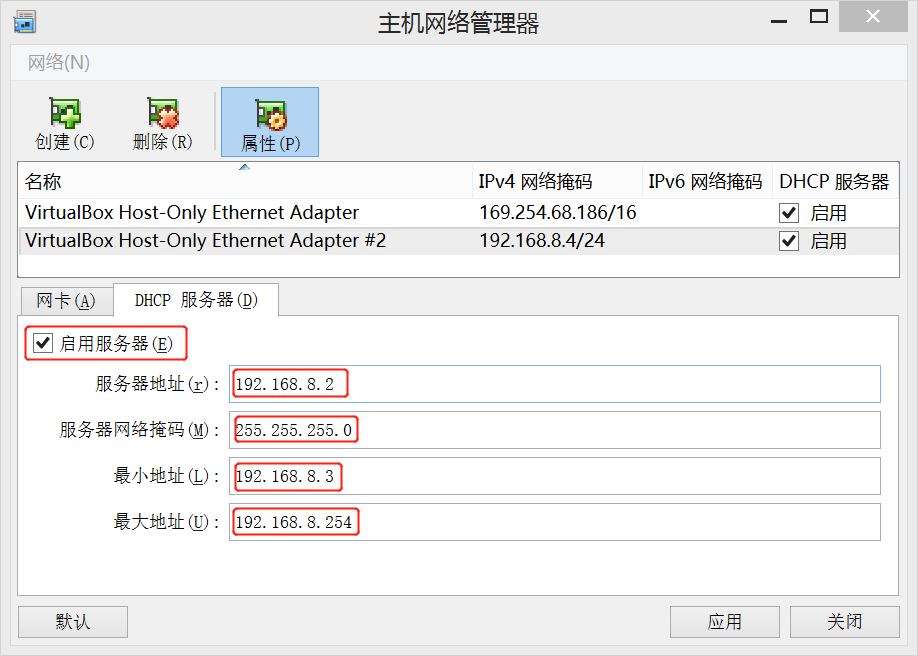 主机网络管理器
网络(N)
创建(C) 删除(R) 属性(P)
名称 IPv4 网络掩码 IPv6 网络掩码 DHCP 服务器
VirtualBox Host-Only Ethernet Adapter 169.254.68.186/16 启用
VirtualBox Host-Only Ethernet Adapter #2 192.168.8.4/24 启用
网卡(A) DHCP 服务器(D)
启用服务器(E)
服务器地址(r): 192.168.8.2
服务器网络掩码(M): 255.255.255.0
最小地址(L): 192.168.8.3
最大地址(U): 192.168.8.254
默认 应用 关闭